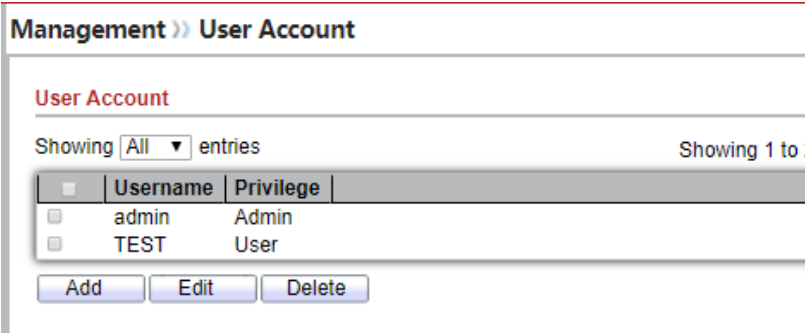 Management » User Account
User Account
Showing All entries
Showing 1 to
Username Privilege
admin Admin
TEST User
Add Edit Delete